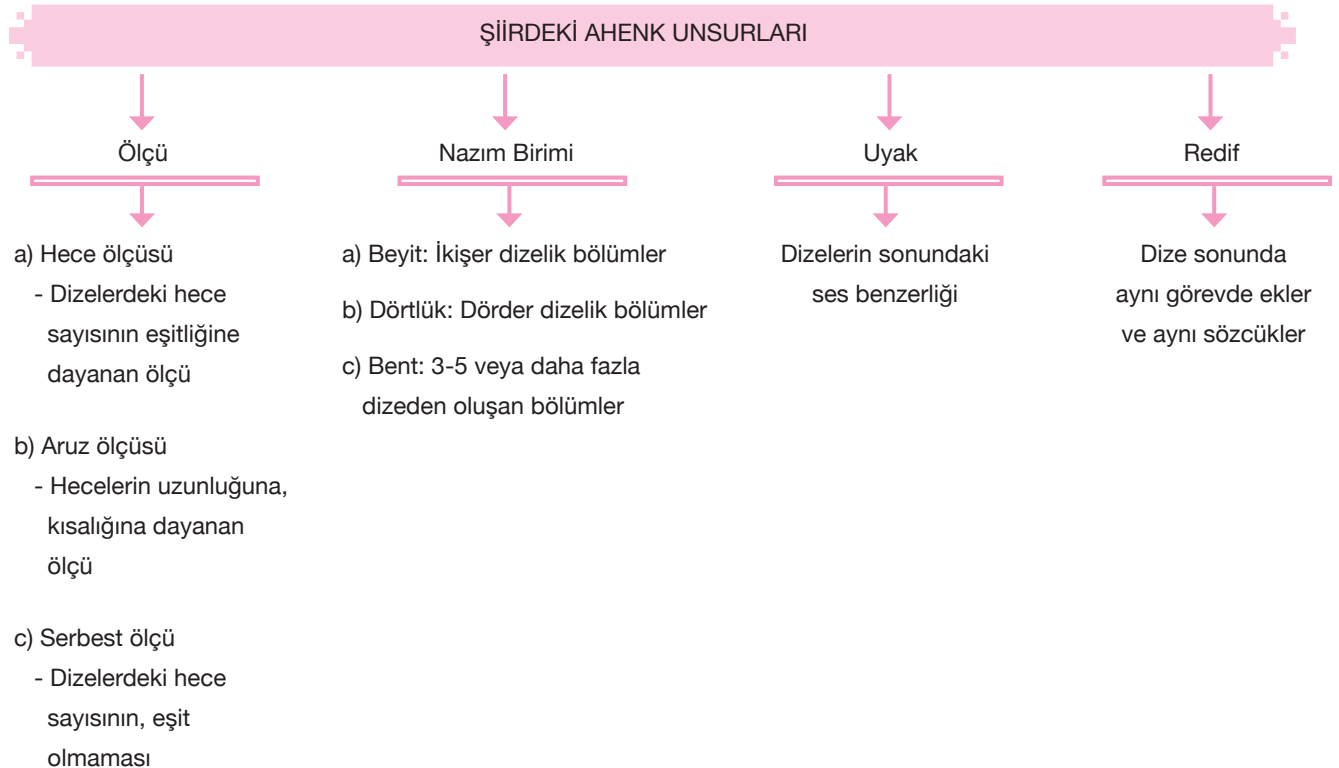 ŞİİRDEKİ AHENK UNSURLARI
Ölçü
a) Hece ölçüsü
- Dizelerdeki hece
sayısının eşitliğine
dayanan ölçü
b) Aruz ölçüsü
- Hecelerin uzunluğuna,
kısalığına dayanan
ölçü
c) Serbest ölçü
- Dizelerdeki hece
sayısının, eşit
olmaması
Nazım Birimi
a) Beyit: İkişer dizelik bölümler
b) Dörtlük: Dörder dizelik bölümler
c) Bent: 3-5 veya daha fazla
dizeden oluşan bölümler
Uyak
Dizelerin sonundaki
ses benzerliği
Redif
Dize sonunda
aynı görevde ekler
ve aynı sözcükler